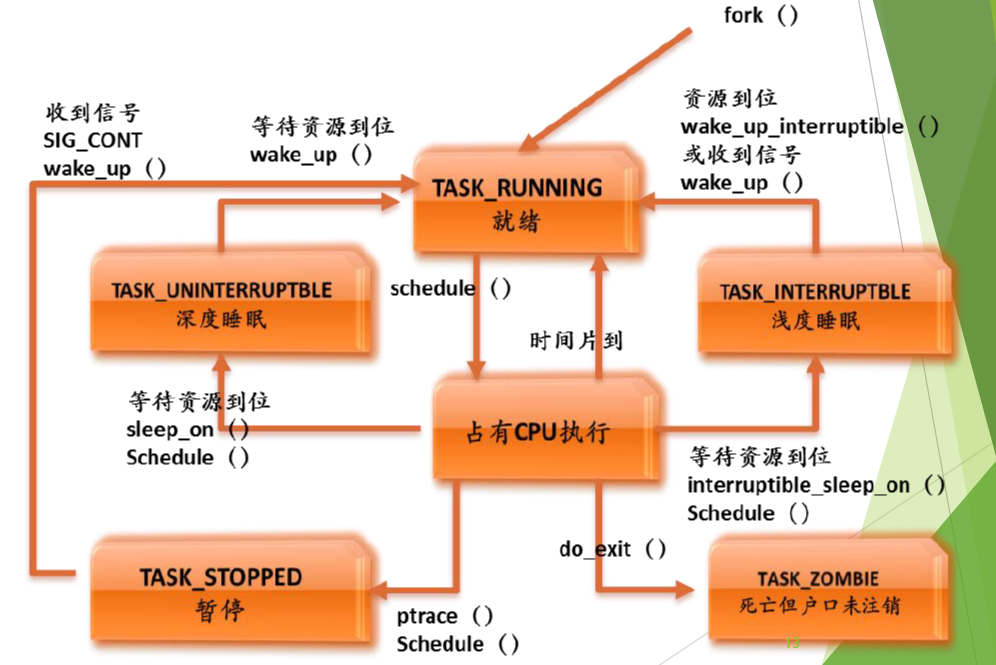 fork（）
收到信号
SIG_CONT
wake_up（）
等待资源到位
wake_up（）
资源到位
wake_up_interruptible（）
或收到信号
wake_up（）
TASK_RUNNING
就绪
TASK_UNINTERRUPTBLE
深度睡眠
schedule（）
时间片到
TASK_INTERRUPTBLE
浅度睡眠
等待资源到位
sleep_on（）
Schedule（）
占有CPU执行
等待资源到位
interruptible_sleep_on（）
Schedule（）
TASK_STOPPED
暂停
ptrace（）
Schedule（）
do_exit（）
TASK_ZOMBIE
死亡但户口未注销